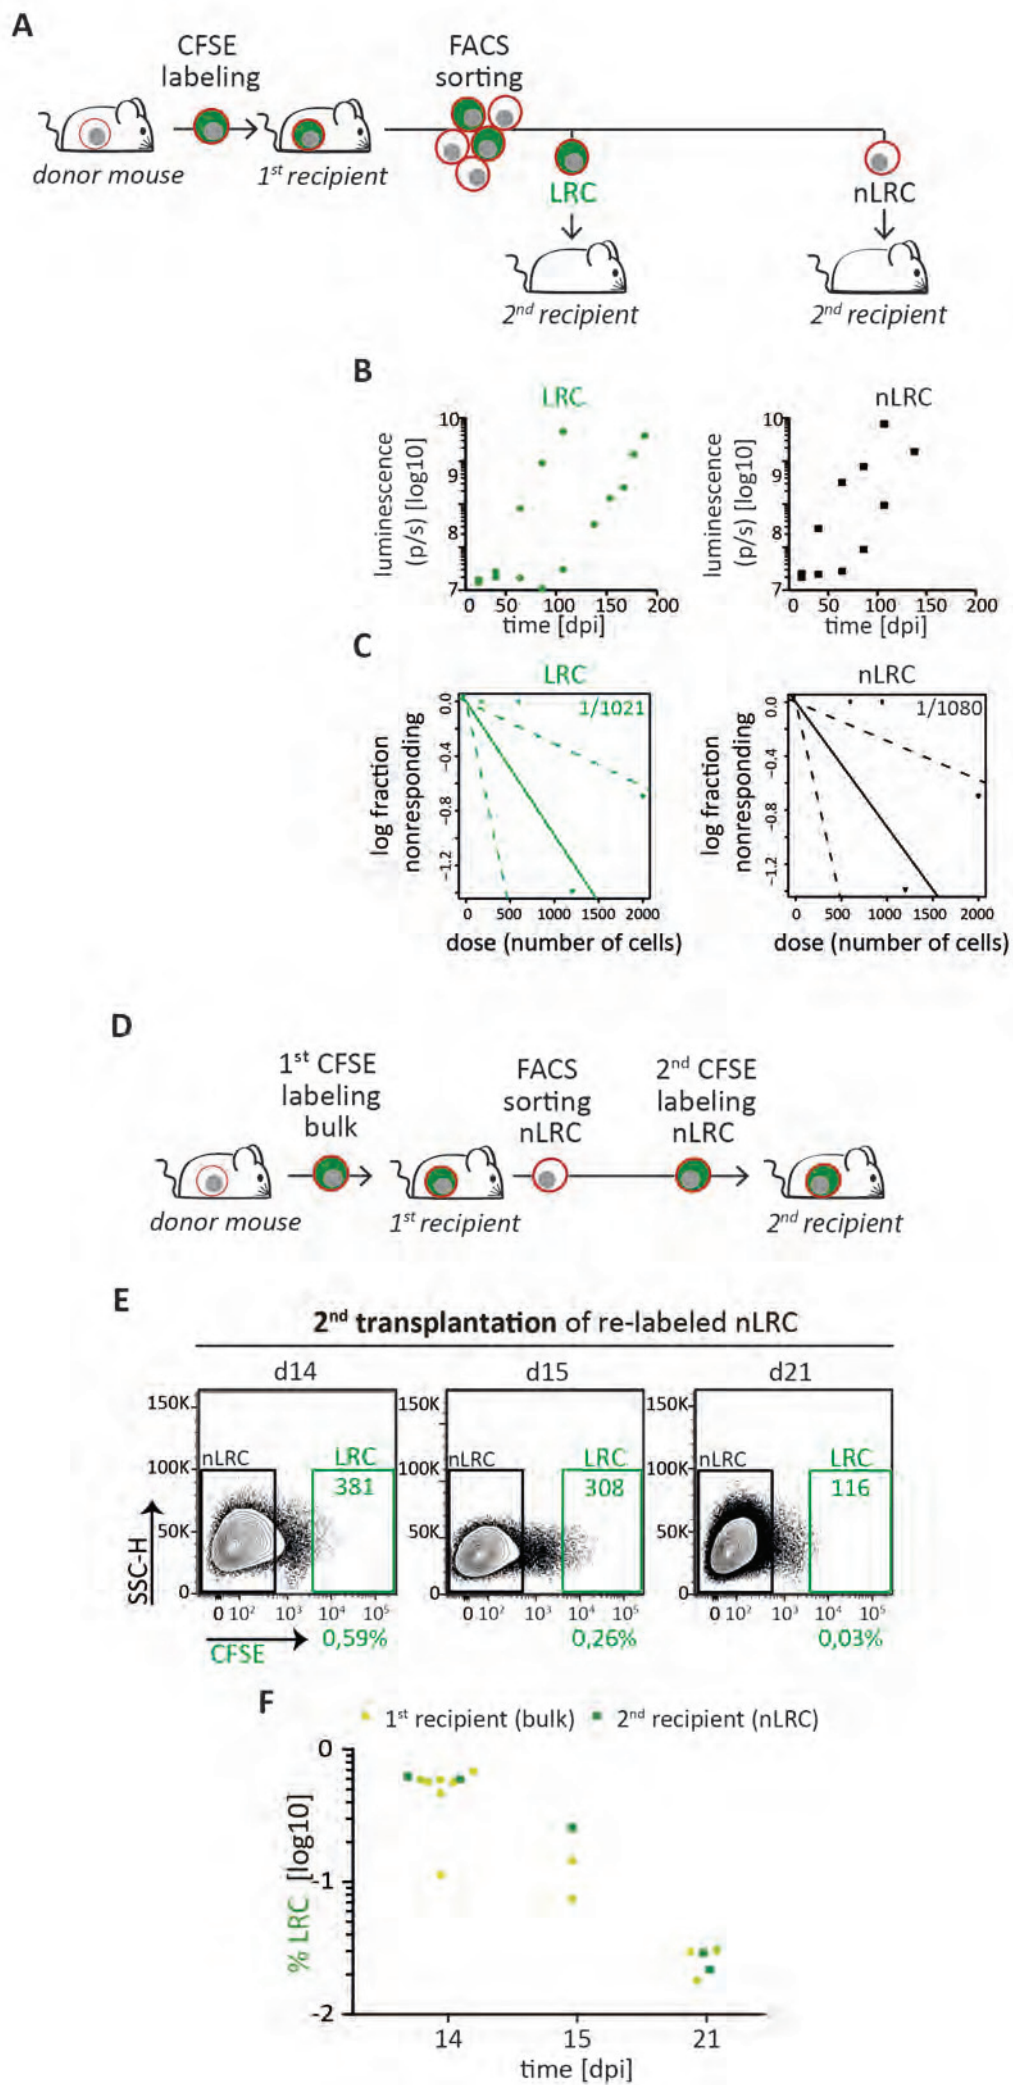 A
CFSE
labeling
FACS
sorting
donor mouse
1st recipient
LRC
nLRC
2nd recipient
2nd recipient
B
LRC
nLRC
luminescence
(p/s) [log10]
10
9
8
7
0 50 100 150 200
time [dpi]
luminescence
(p/s) [log10]
10
9
8
7
0 50 100 150 200
time [dpi]
C
LRC
nLRC
log fraction
nonresponding
0.0
-0.4
-0.8
-1.2
1/1021
0 500 1000 1500 2000
dose (number of cells)
log fraction
nonresponding
0.0
-0.4
-0.8
-1.2
1/1080
0 500 1000 1500 2000
dose (number of cells)
D
1st CFSE
labeling
bulk
FACS
sorting
nLRC
2nd CFSE
labeling
nLRC
donor mouse
1st recipient
2nd recipient
E
2nd transplantation of re-labeled nLRC
d14
d15
d21
SSC-H
150K
100K
50K
0
nLRC
LRC
381
0 10² 10³ 10⁴ 10⁵
CFSE
0,59%
150K
100K
50K
0
nLRC
LRC
308
0 10² 10³ 10⁴ 10⁵
0,26%
150K
100K
50K
0
nLRC
LRC
116
0 10² 10³ 10⁴ 10⁵
0,03%
F
1st recipient (bulk)
2nd recipient (nLRC)
% LRC [log10]
0
-1
-2
14 15 21
time [dpi]